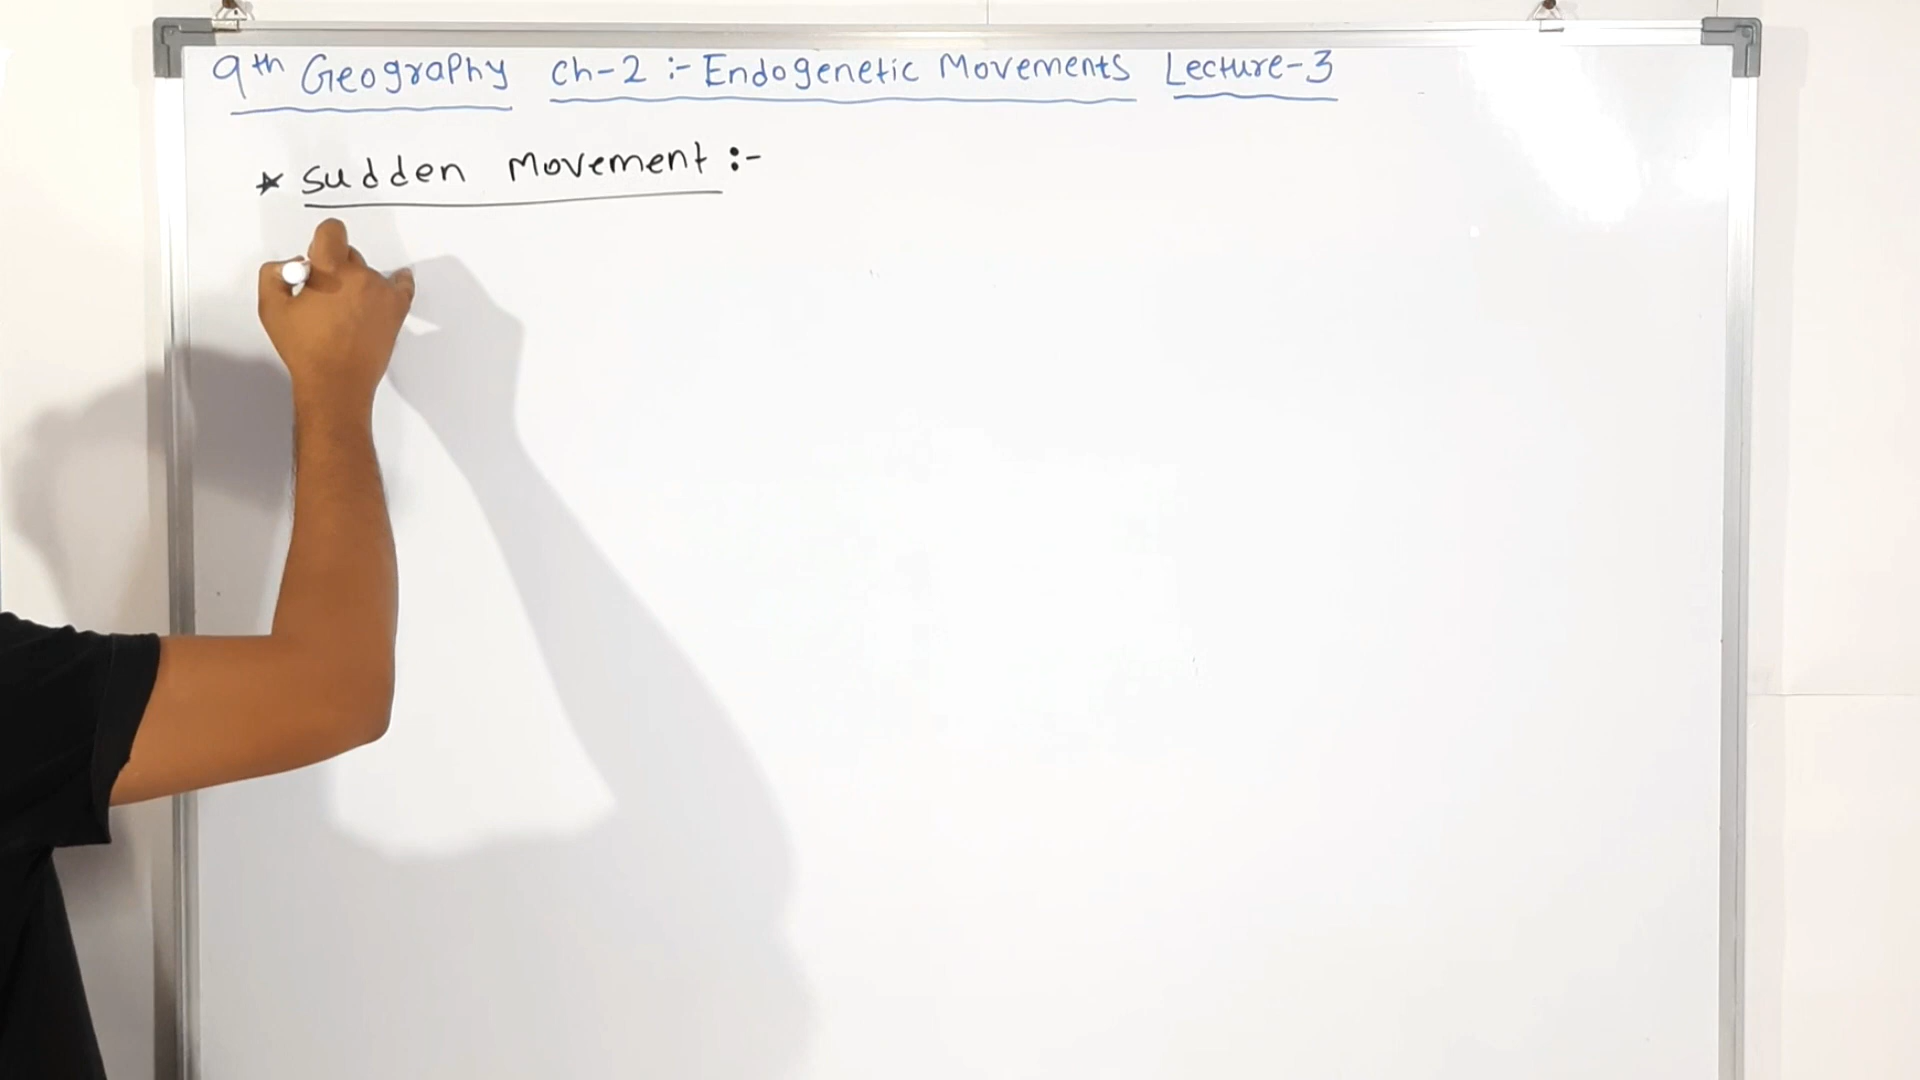 9th Geography ch-2 :- Endogenetic Movements Lecture-3
* Sudden Movement :-